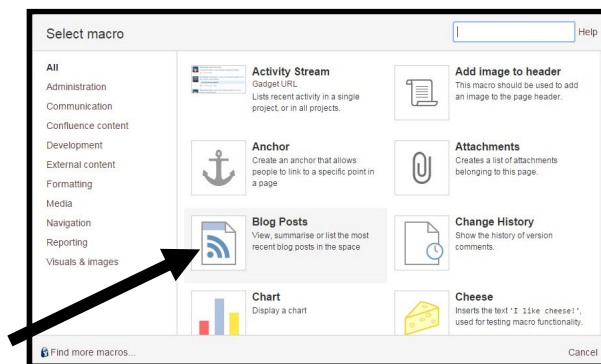 Select macro
Help
All
Administration
Communication
Confluence content
Development
External content
Formatting
Media
Navigation
Reporting
Visuals & images
Activity Stream
Gadget URL
Lists recent activity in a single
project, or in all projects.
Add image to header
This macro should be used to add
an image to the page header.
Anchor
Create an anchor that allows
people to link to a specific point in
a page
Attachments
Creates a list of attachments
belonging to this page.
Blog Posts
View, summarise or list the most
recent blog posts in the space
Change History
Show the history of version
comments.
Chart
Display a chart
Cheese
Inserts the text 'I like cheese!',
used for testing macro functionality.
Find more macros...
Cancel